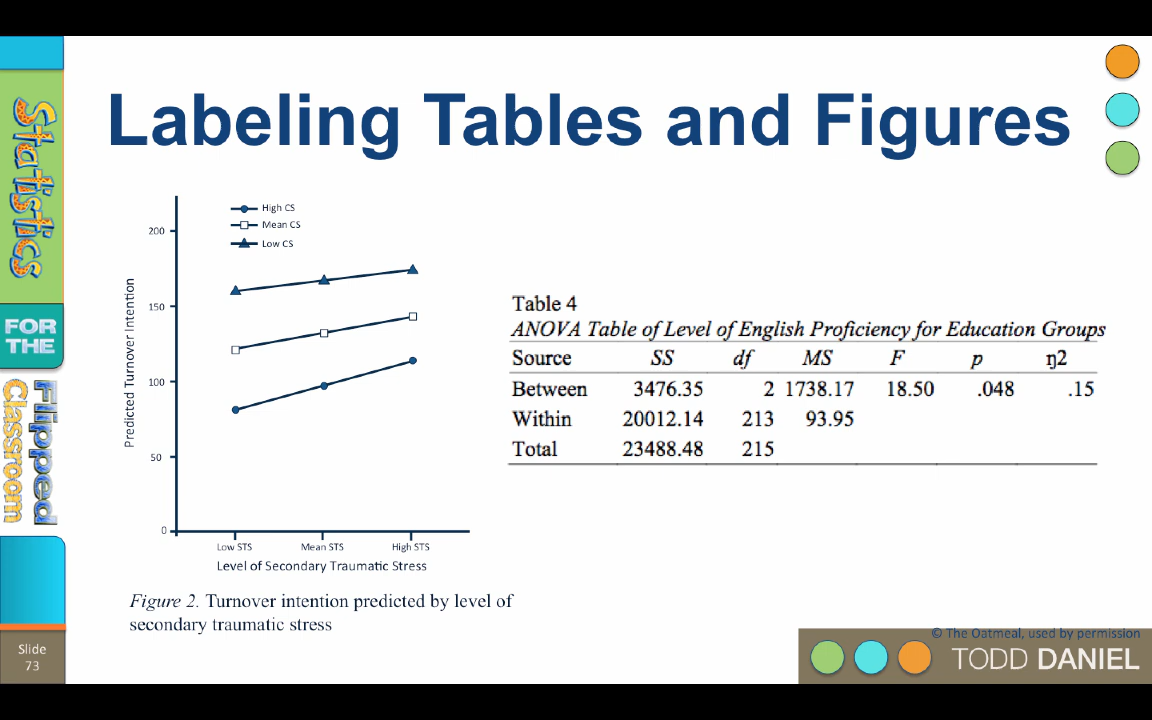 Labeling Tables and Figures
Statistics
FOR THE
Flipped
Classroom
High CS
Mean CS
Low CS
200
150
100
50
0
Predicted Turnover Intention
Low STS Mean STS High STS
Level of Secondary Traumatic Stress
Figure 2. Turnover intention predicted by level of
secondary traumatic stress
Table 4
ANOVA Table of Level of English Proficiency for Education Groups
Source SS df MS F p ŋ2
Between 3476.35 2 1738.17 18.50 .048 .15
Within 20012.14 213 93.95
Total 23488.48 215
Slide
73
© The Oatmeal, used by permission
TODD DANIEL